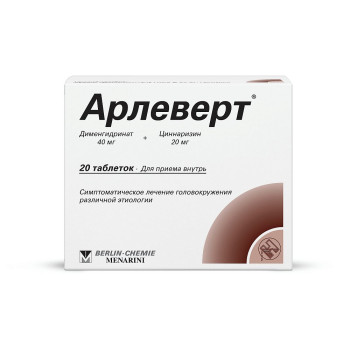 Арлеверт®
Дименгидринат + Циннаризин
40 мг 20 мг
20 таблеток - Для приема внутрь
Симптоматическое лечение головокружения
различной этиологии
BERLIN-CHEMIE
MENARINI